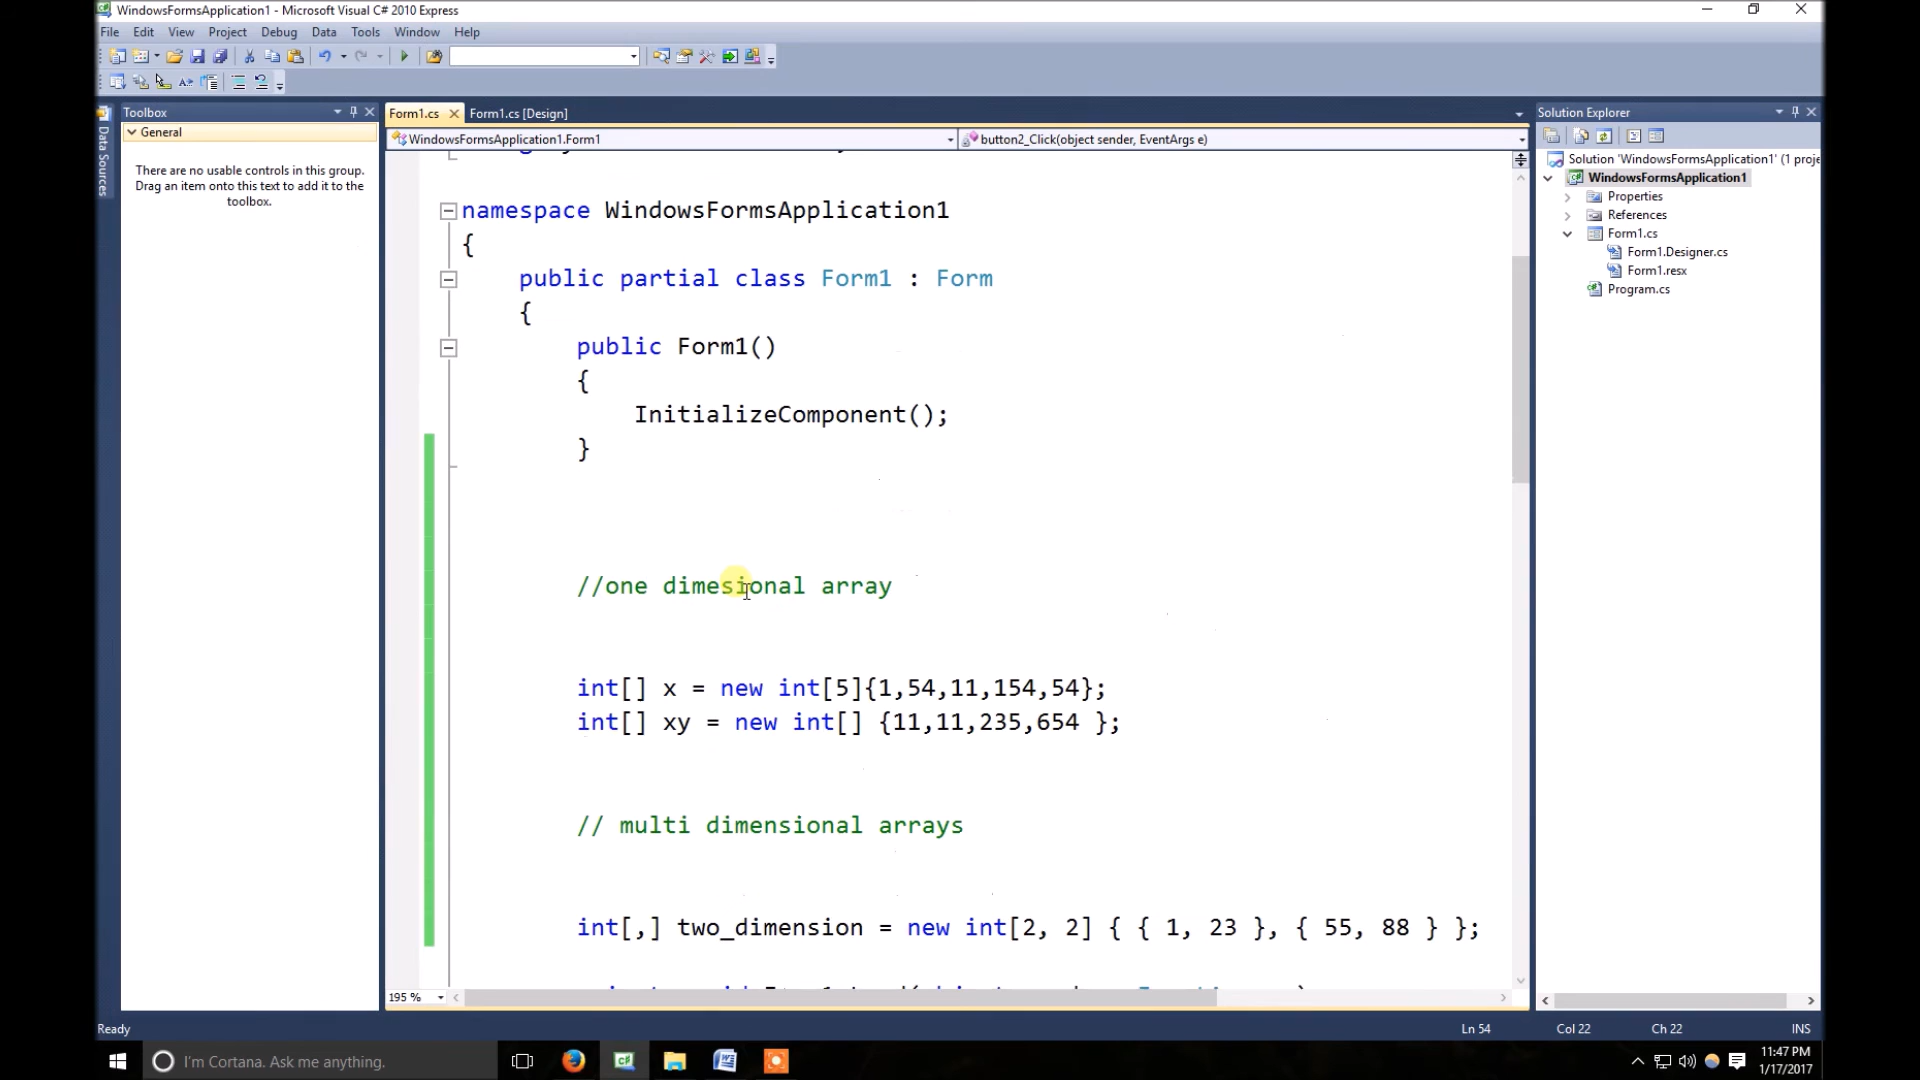 WindowsFormsApplication1 - Microsoft Visual C# 2010 Express
File Edit View Project Debug Data Tools Window Help
Data Sources
Toolbox
General
There are no usable controls in this group.
Drag an item onto this text to add it to the
toolbox.
Form1.cs Form1.cs [Design]
WindowsFormsApplication1.Form1 button2_Click(object sender, EventArgs e)
namespace WindowsFormsApplication1
{
public partial class Form1 : Form
{
public Form1()
{
InitializeComponent();
}
//one dimesional array
int[] x = new int[5]{1,54,11,154,54};
int[] xy = new int[] {11,11,235,654 };
// multi dimensional arrays
int[,] two_dimension = new int[2, 2] { { 1, 23 }, { 55, 88 } };
195 %
Solution Explorer
Solution 'WindowsFormsApplication1' (1 proje
WindowsFormsApplication1
Properties
References
Form1.cs
Form1.Designer.cs
Form1.resx
Program.cs
Ready Ln 54 Col 22 Ch 22 INS
I'm Cortana. Ask me anything.
11:47 PM
1/17/2017